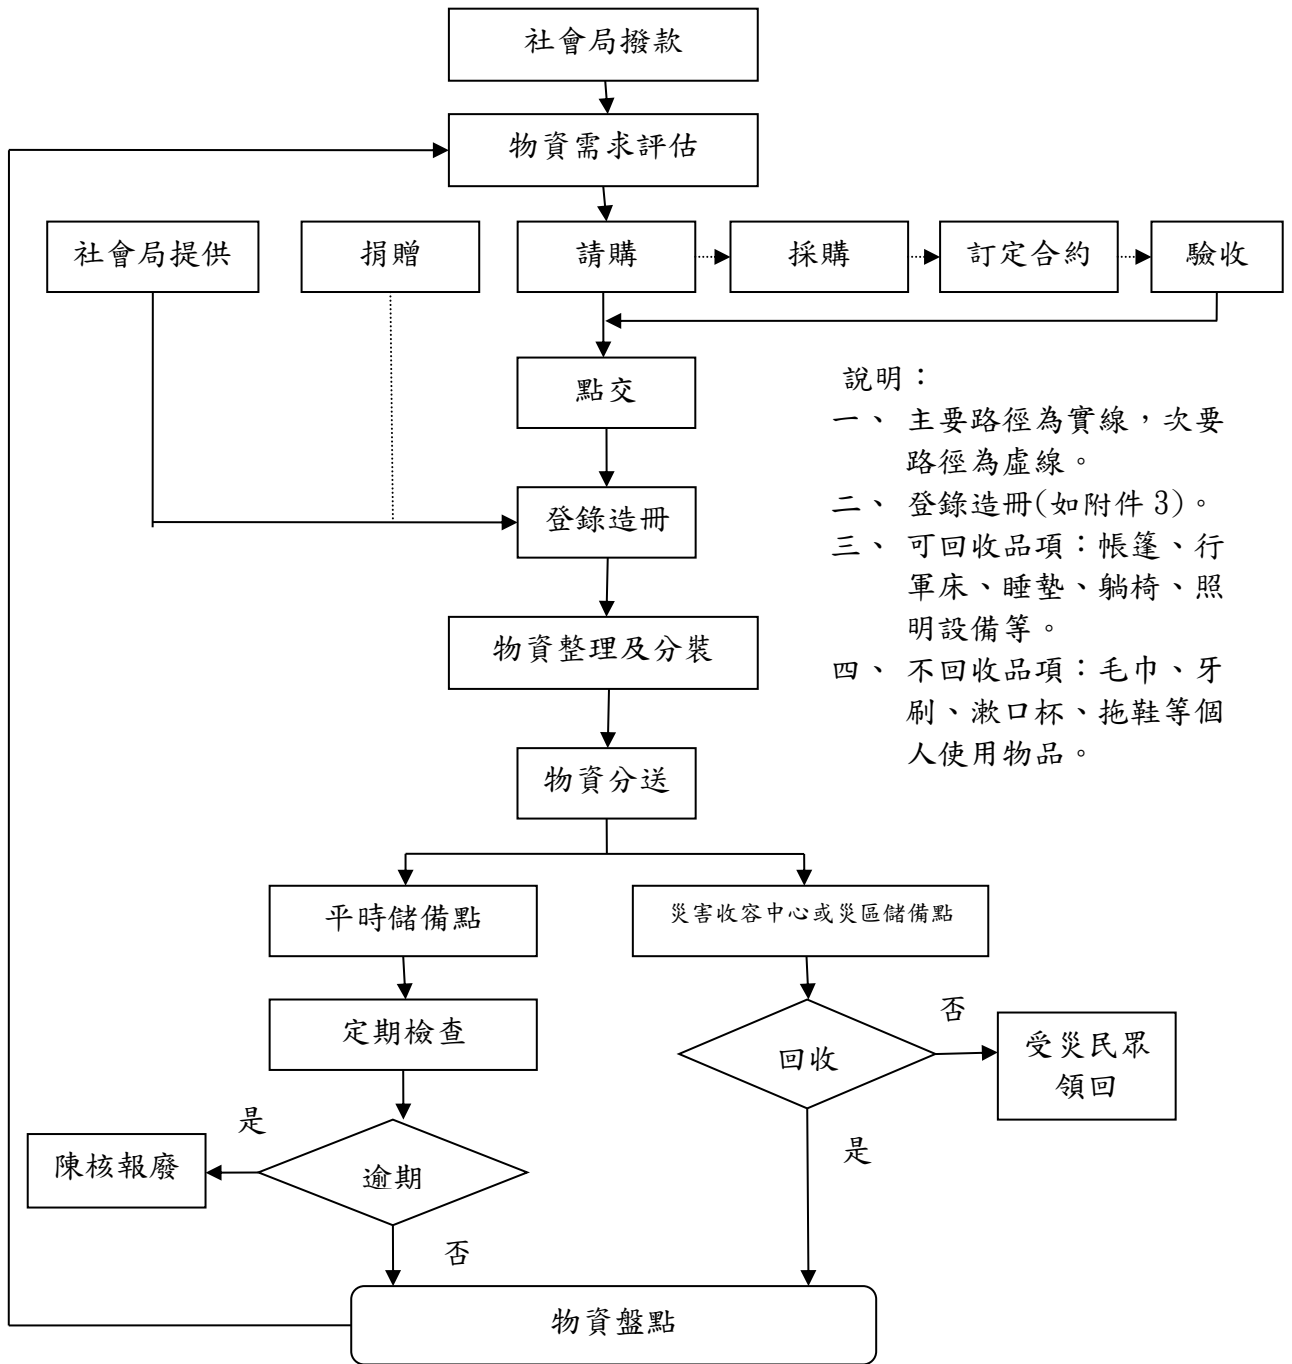 社會局撥款
物資需求評估
社會局提供
捐贈
請購
採購
訂定合約
驗收
點交
登錄造冊
物資整理及分裝
物資分送
說明：
一、 主要路徑為實線，次要
路徑為虛線。
二、 登錄造冊(如附件 3)。
三、 可回收品項：帳篷、行
軍床、睡墊、躺椅、照
明設備等。
四、 不回收品項：毛巾、牙
刷、漱口杯、拖鞋等個
人使用物品。
平時儲備點
災害收容中心或災區儲備點
定期檢查
回收
否
受災民眾
領回
是
逾期
是
陳核報廢
否
物資盤點